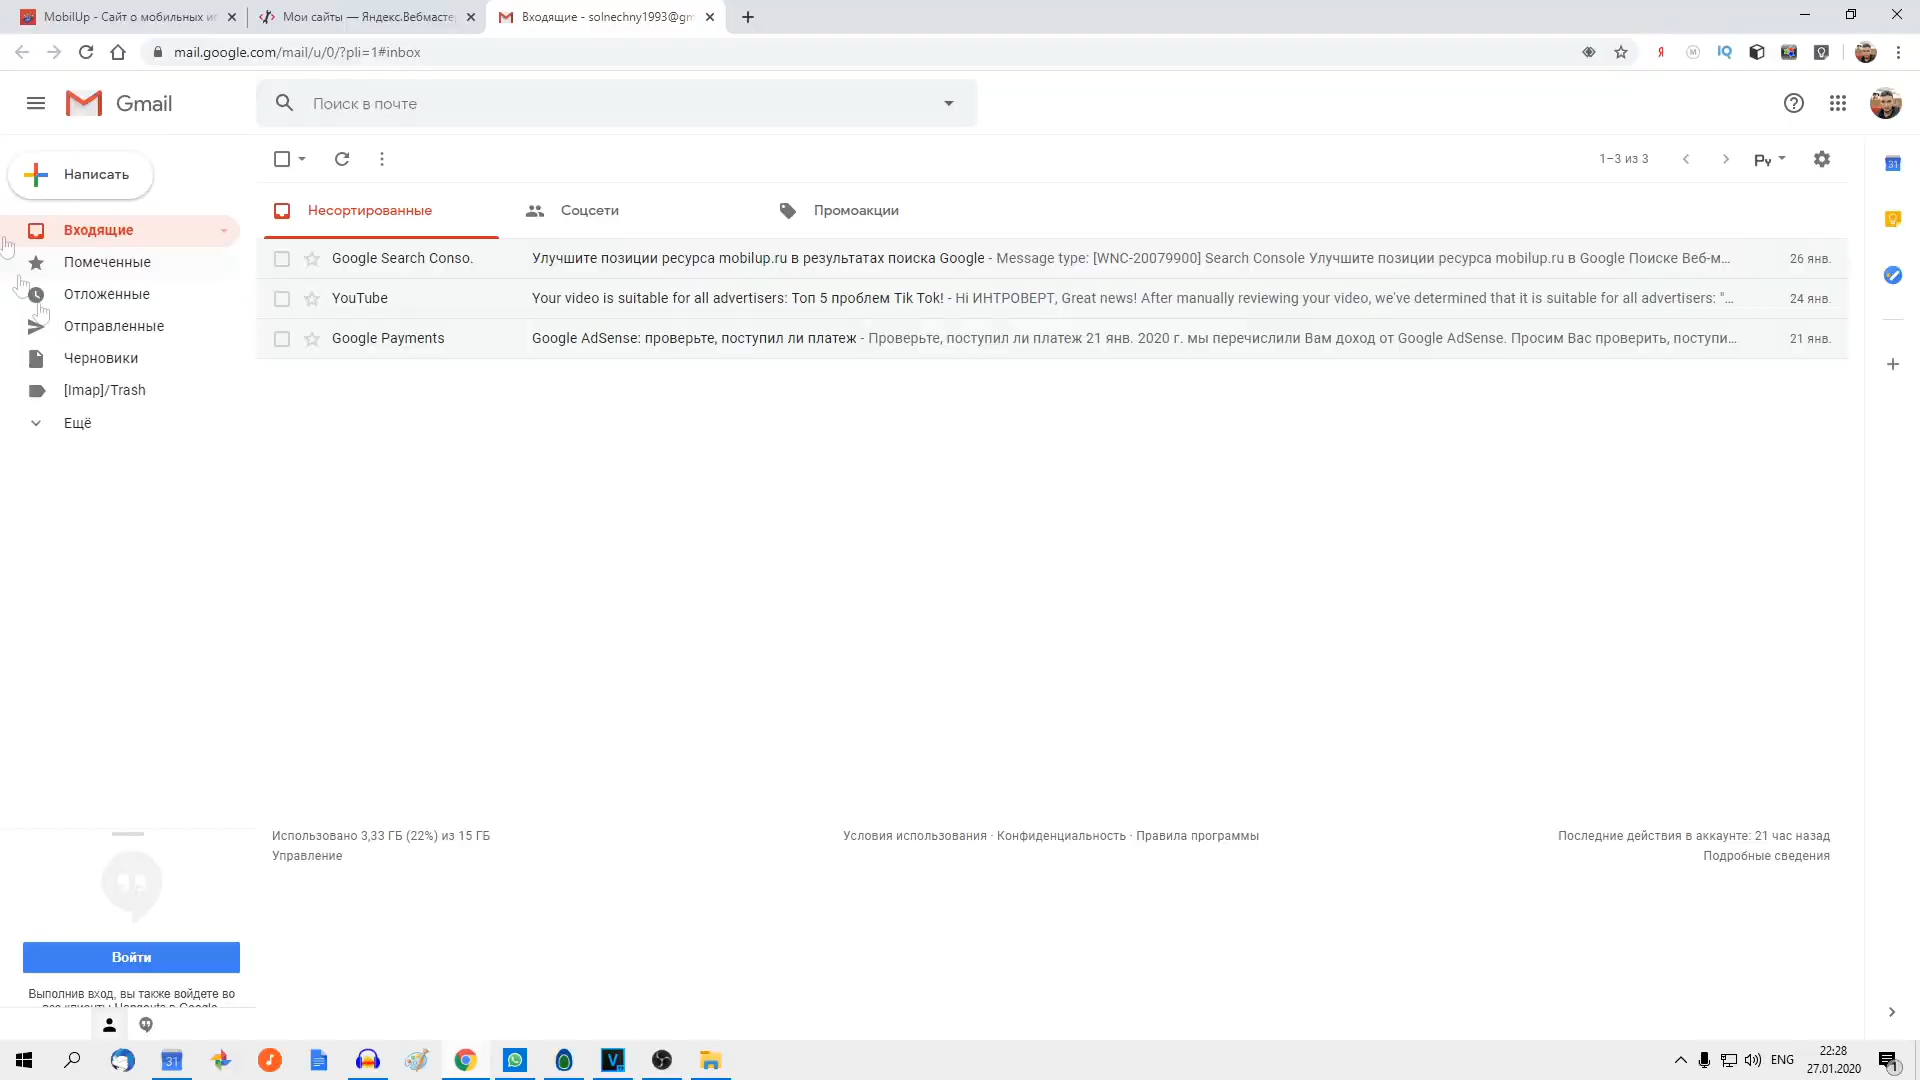 MobilUp - Сайт о мобильных иг
Мои сайты — Яндекс.Вебмастер
Входящие - solnechny1993@gm
mail.google.com/mail/u/0/?pli=1#inbox
Gmail
Поиск в почте
Написать
1–3 из 3
Ру
Несортированные
Соцсети
Промоакции
Входящие
Помеченные
Отложенные
Отправленные
Черновики
[Imap]/Trash
Ещё
Google Search Conso.
Улучшите позиции ресурса mobilup.ru в результатах поиска Google - Message type: [WNC-20079900] Search Console Улучшите позиции ресурса mobilup.ru в Google Поиске Веб-м...
26 янв.
YouTube
Your video is suitable for all advertisers: Топ 5 проблем Tik Tok! - Hi ИНТРОВЕРТ, Great news! After manually reviewing your video, we've determined that it is suitable for all advertisers: "...
24 янв.
Google Payments
Google AdSense: проверьте, поступил ли платеж - Проверьте, поступил ли платеж 21 янв. 2020 г. мы перечислили Вам доход от Google AdSense. Просим Вас проверить, поступи...
21 янв.
Использовано 3,33 ГБ (22%) из 15 ГБ
Управление
Условия использования · Конфиденциальность · Правила программы
Последние действия в аккаунте: 21 час назад
Подробные сведения
Войти
Выполнив вход, вы также войдете во
все клиенты Hangouts в Google
ENG
22:28
27.01.2020